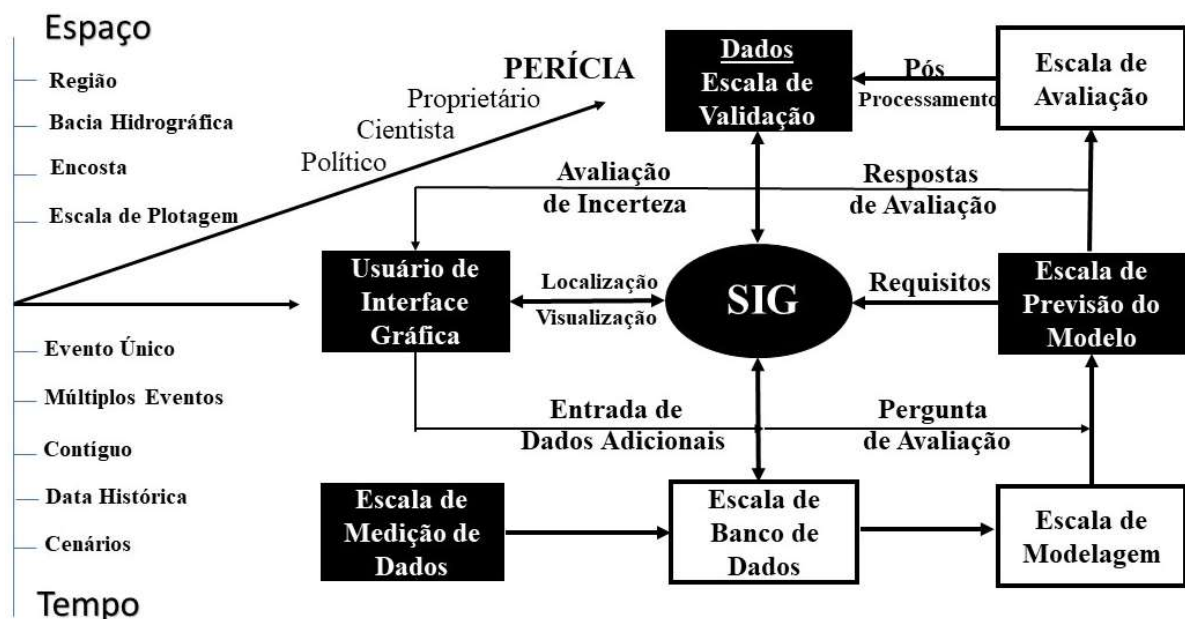 Espaço
Região
Bacia Hidrográfica
Encosta
Escala de Plotagem
PERÍCIA
Proprietário
Cientista
Político
Dados
Escala de
Validação
Pós
Processamento
Escala de
Avaliação
Avaliação
de Incerteza
Respostas
de Avaliação
Usuário de
Interface
Gráfica
Localização
Visualização
SIG
Requisitos
Escala de
Previsão do
Modelo
Evento Único
Múltiplos Eventos
Contíguo
Data Histórica
Cenários
Tempo
Entrada de
Dados Adicionais
Pergunta
de Avaliação
Escala de
Medição de
Dados
Escala de
Banco de
Dados
Escala de
Modelagem